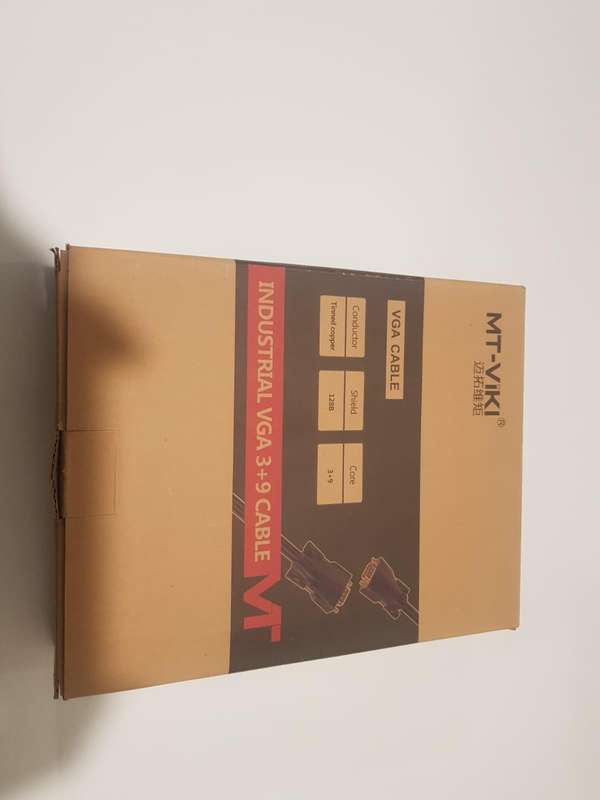 MT-ViKI®
迈拓维矩
VGA CABLE
Conductor
Tinned copper
Shield
128B
Core
3+9
INDUSTRIAL VGA 3+9 CABLE
MT